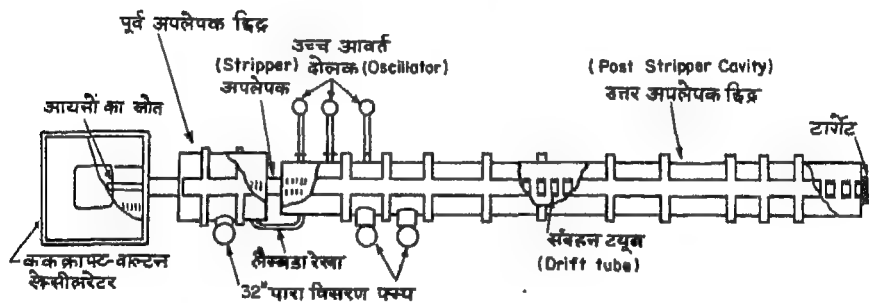 पूर्व अपलेपक छिद्र
उच्च आवर्त
(Stripper) दोलक (Oscillator)
अपलेपक
(Post Stripper Cavity)
उत्तर अपलेपक छिद्र
आयनों का स्रोत
टार्गेट
कक क्राफ्ट-वाल्टन
ऐक्सीलरेटर
लैम्बडा रेखा
32" पारा विसरण पम्प
संवहन ट्यूब
(Drift tube)